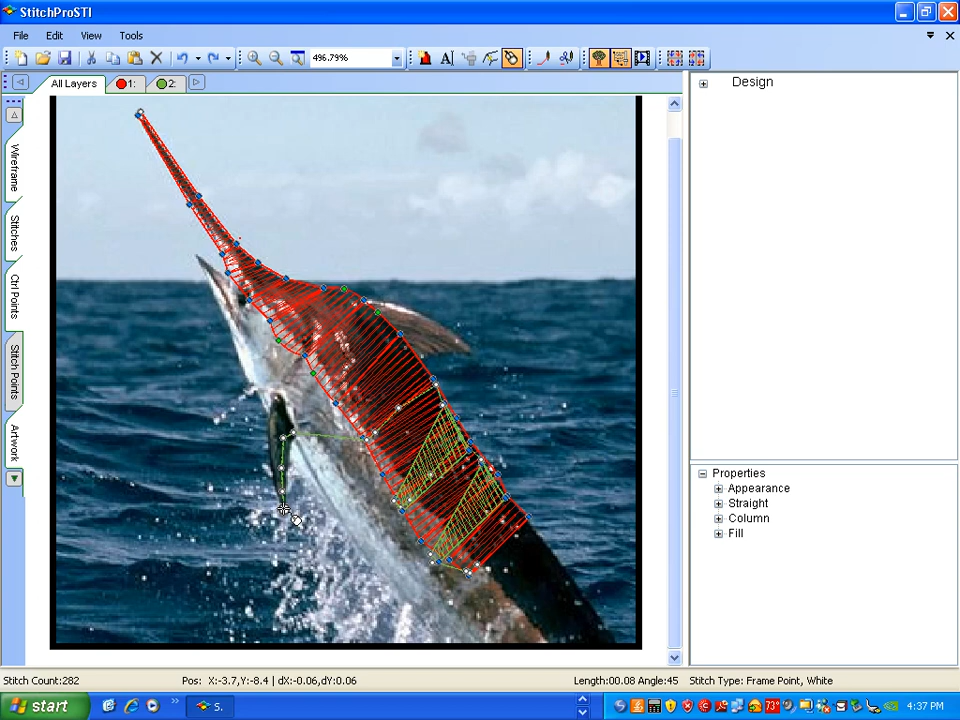 StitchProSTI
File Edit View Tools
496.79%
All Layers 1: 2:
Design
Wireframe
Stitches
Ctrl Points
Stitch Points
Artwork
Properties
Appearance
Straight
Column
Fill
Stitch Count:282 Pos: X:-3.7,Y:-8.4 | dX:-0.06,dY:0.06 Length:00.08 Angle:45 Stitch Type: Frame Point, White
start S. 73° 4:37 PM